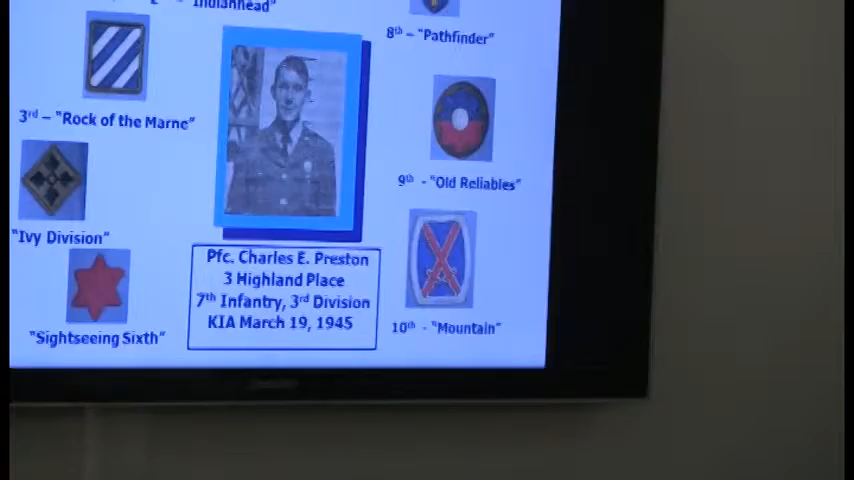 "Indianhead"
8th – "Pathfinder"
3rd – "Rock of the Marne"
9th - "Old Reliables"
"Ivy Division"
Pfc. Charles E. Preston
3 Highland Place
7th Infantry, 3rd Division
KIA March 19, 1945
10th - "Mountain"
"Sightseeing Sixth"